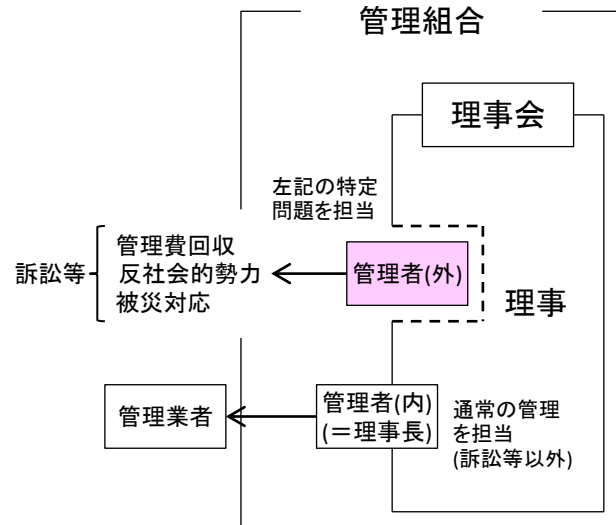 管理組合
理事会
左記の特定
問題を担当
訴訟等
管理費回収
反社会的勢力
被災対応
管理者(外)
理事
管理業者
管理者(内)
(＝理事長)
通常の管理
を担当
(訴訟等以外)